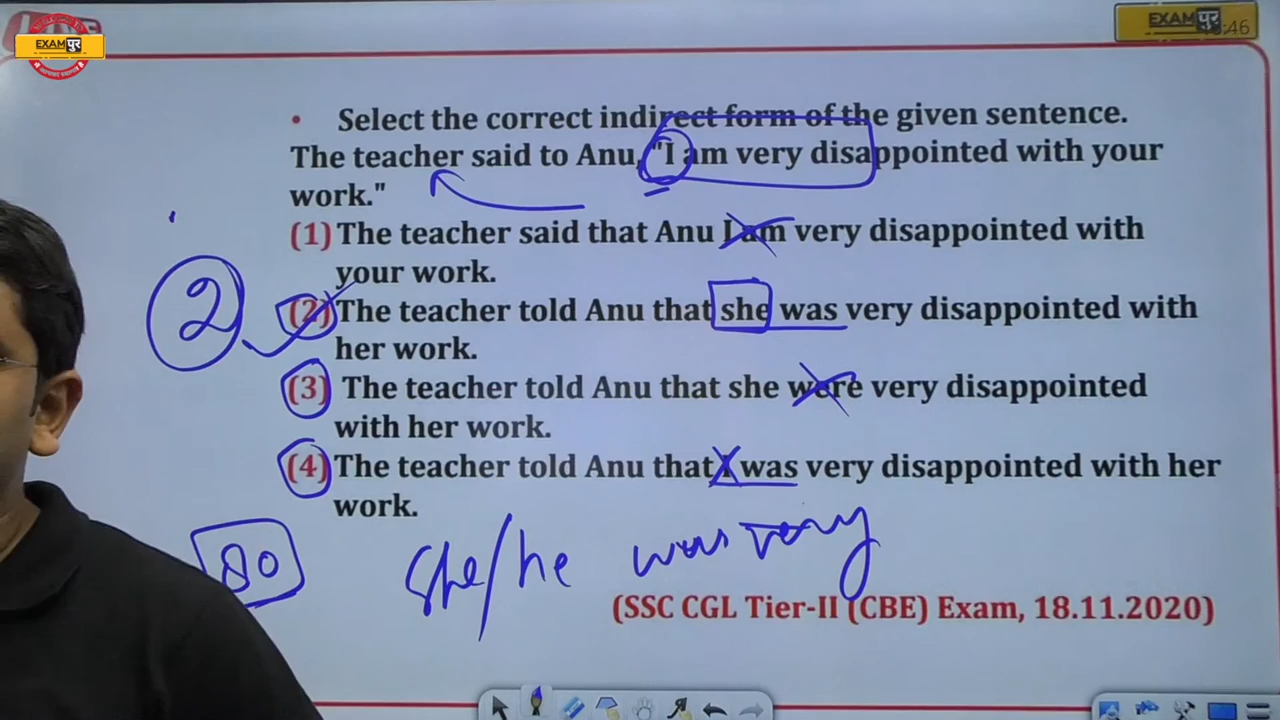 EXAMপुर
EXAMपुर
:46
• Select the correct indirect form of the given sentence.
The teacher said to Anu, "I am very disappointed with your
work."
(1) The teacher said that Anu I am very disappointed with
your work.
2
(2) The teacher told Anu that she was very disappointed with
her work.
(3) The teacher told Anu that she were very disappointed
with her work.
(4) The teacher told Anu that I was very disappointed with her
work.
80
she/he was very
(SSC CGL Tier-II (CBE) Exam, 18.11.2020)